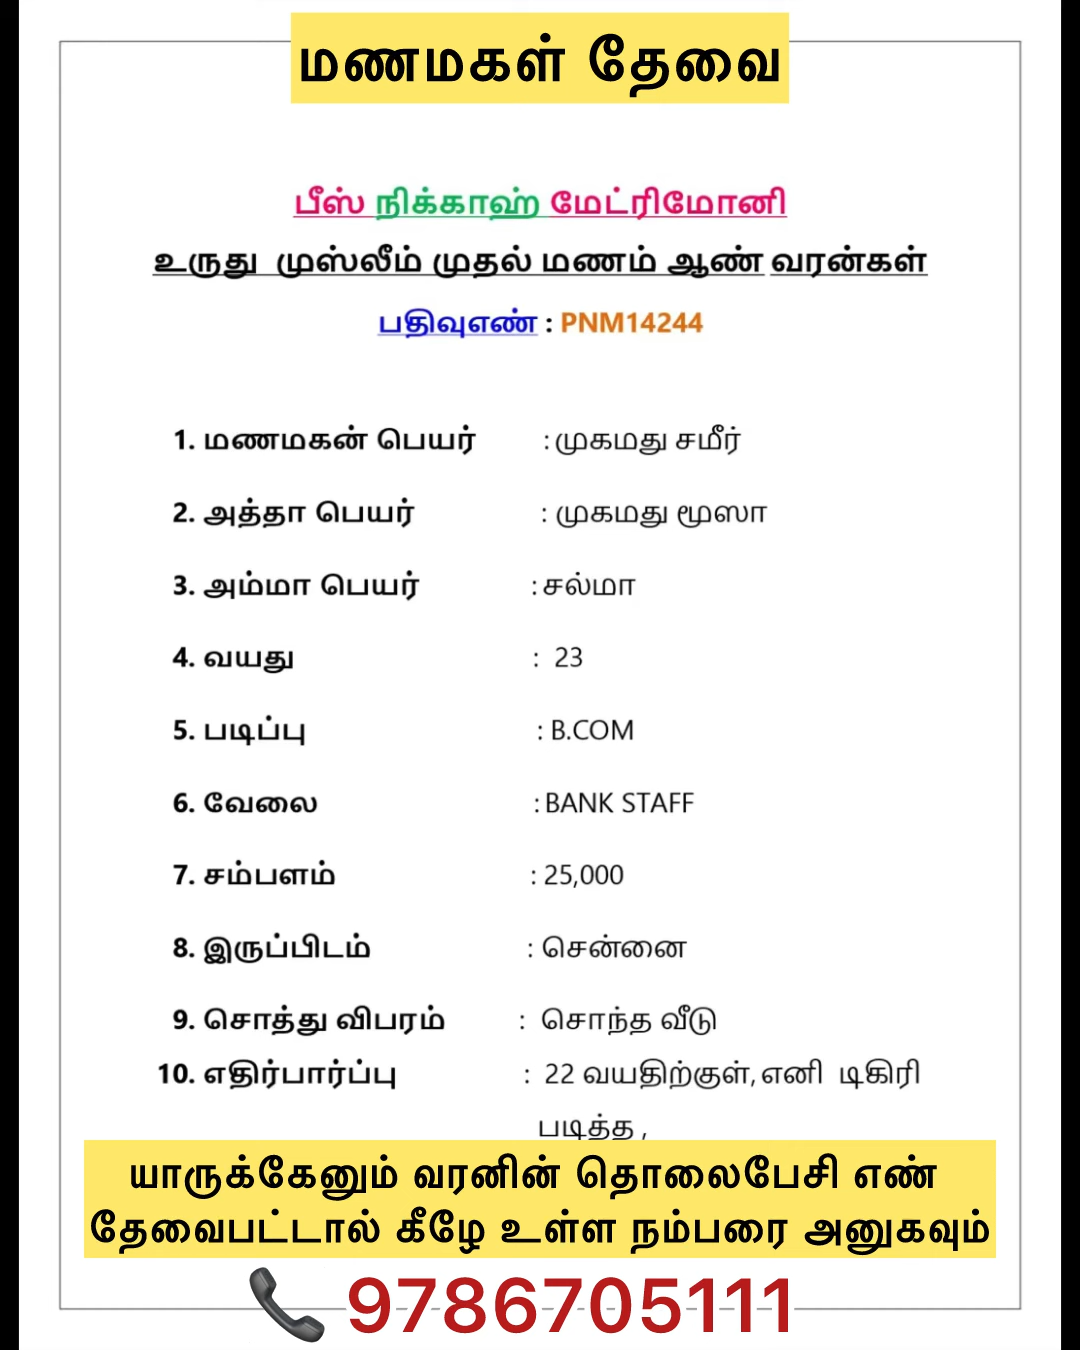 மணமகள் தேவை
பீஸ் நிக்காஹ் மேட்ரிமோனி
உருது முஸ்லீம் முதல் மணம் ஆண் வரன்கள்
பதிவுஎண் : PNM14244
1. மணமகன் பெயர் : முகமது சமீர்
2. அத்தா பெயர் : முகமது மூஸா
3. அம்மா பெயர் : சல்மா
4. வயது : 23
5. படிப்பு : B.COM
6. வேலை : BANK STAFF
7. சம்பளம் : 25,000
8. இருப்பிடம் : சென்னை
9. சொத்து விபரம் : சொந்த வீடு
10. எதிர்பார்ப்பு : 22 வயதிற்குள், எனி டிகிரி
படித்த ,
யாருக்கேனும் வரனின் தொலைபேசி எண்
தேவைபட்டால் கீழே உள்ள நம்பரை அனுகவும்
9786705111